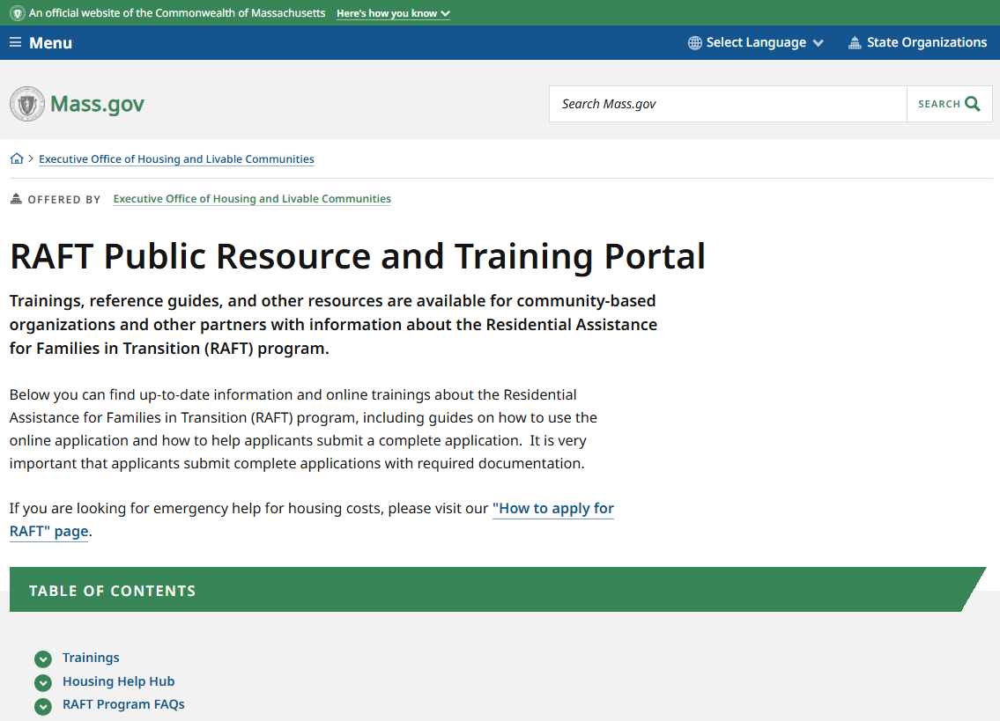 An official website of the Commonwealth of Massachusetts Here's how you know
Menu Select Language State Organizations
Mass.gov Search Mass.gov SEARCH
Executive Office of Housing and Livable Communities
OFFERED BY Executive Office of Housing and Livable Communities
RAFT Public Resource and Training Portal
Trainings, reference guides, and other resources are available for community-based
organizations and other partners with information about the Residential Assistance
for Families in Transition (RAFT) program.
Below you can find up-to-date information and online trainings about the Residential
Assistance for Families in Transition (RAFT) program, including guides on how to use the
online application and how to help applicants submit a complete application.  It is very
important that applicants submit complete applications with required documentation.
If you are looking for emergency help for housing costs, please visit our "How to apply for
RAFT" page.
TABLE OF CONTENTS
Trainings
Housing Help Hub
RAFT Program FAQs